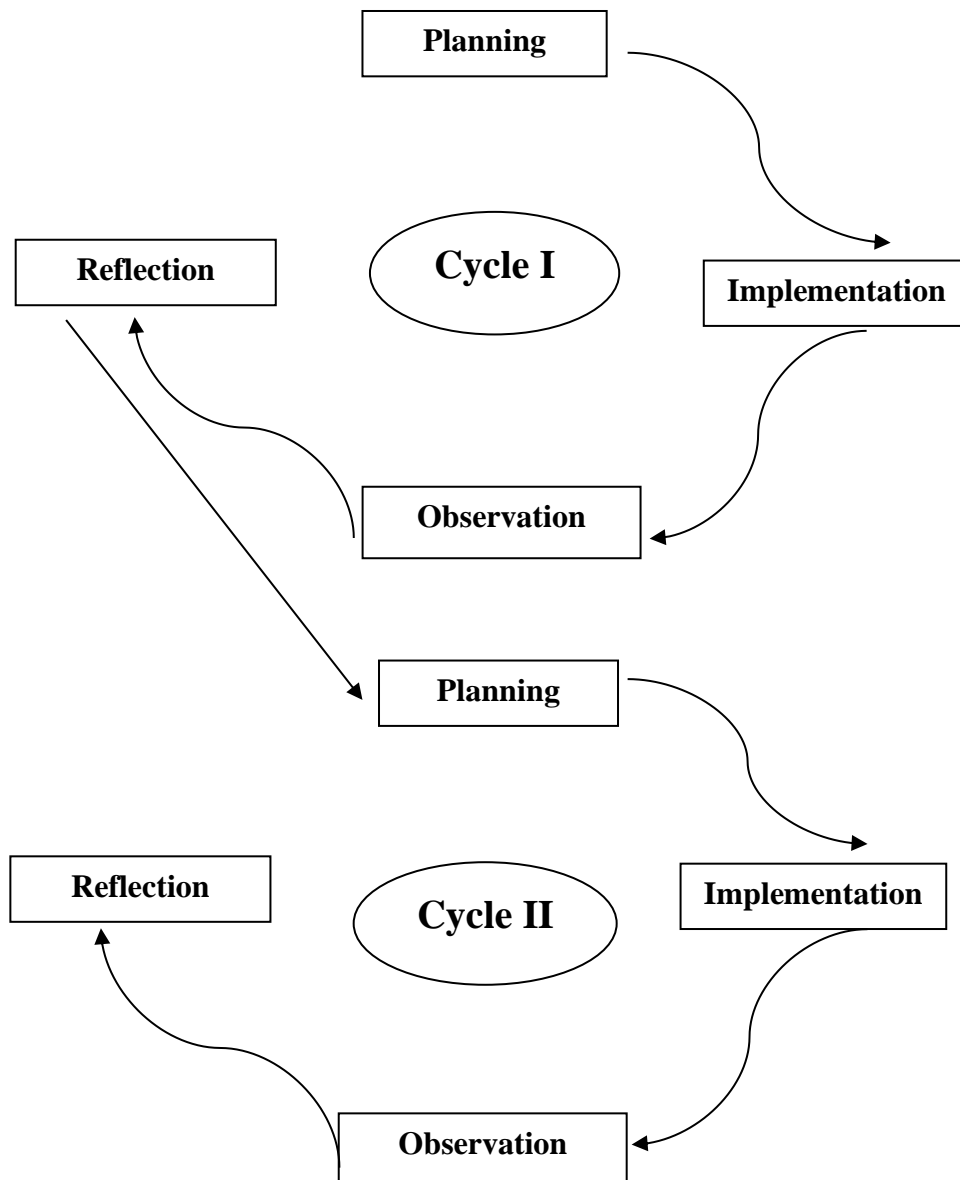 Planning
Cycle I
Reflection
Implementation
Observation
Planning
Reflection
Cycle II
Implementation
Observation